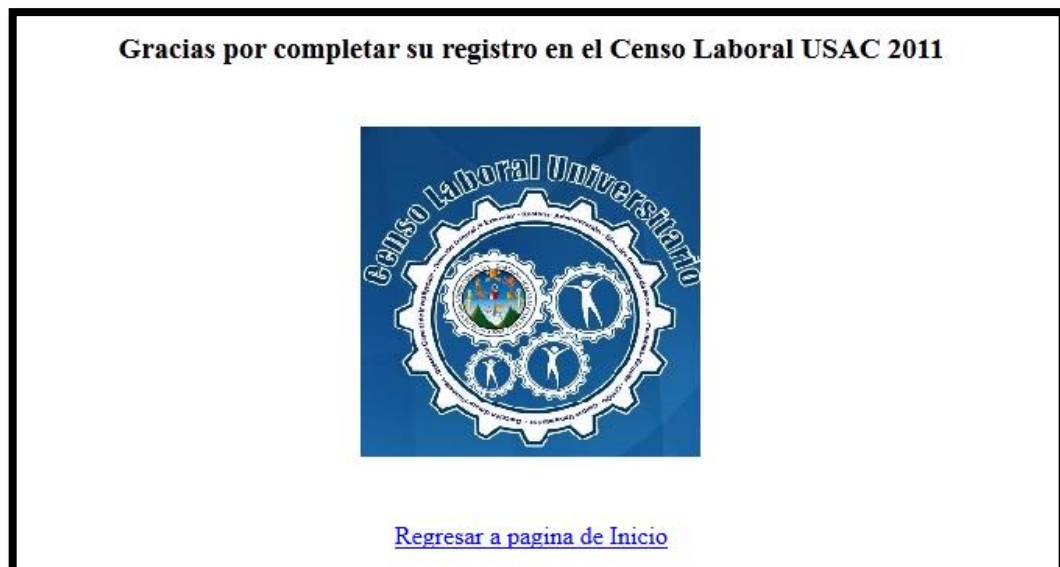 Gracias por completar su registro en el Censo Laboral USAC 2011
Censo Laboral Universitario
Regresar a pagina de Inicio